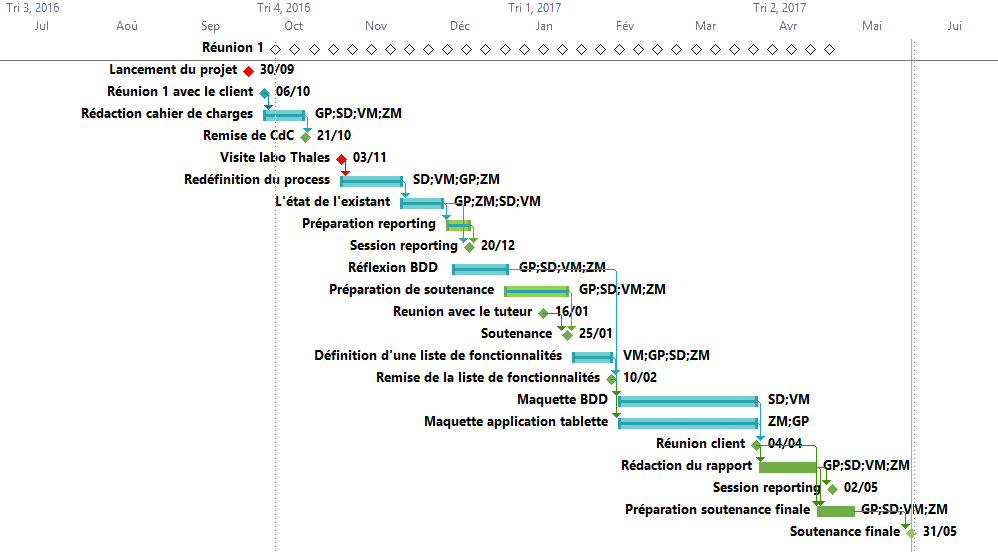 Tri 3, 2016 Tri 4, 2016 Tri 1, 2017 Tri 2, 2017
Jul Aoû Sep Oct Nov Déc Jan Fév Mar Avr Mai Jui
Réunion 1
Lancement du projet 30/09
Réunion 1 avec le client 06/10
Rédaction cahier de charges GP;SD;VM;ZM
Remise de CdC 21/10
Visite labo Thales 03/11
Redéfinition du process SD;VM;GP;ZM
L'état de l'existant GP;ZM;SD;VM
Préparation reporting
Session reporting 20/12
Réflexion BDD GP;SD;VM;ZM
Préparation de soutenance GP;SD;VM;ZM
Reunion avec le tuteur 16/01
Soutenance 25/01
Définition d'une liste de fonctionnalités VM;GP;SD;ZM
Remise de la liste de fonctionnalités 10/02
Maquette BDD SD;VM
Maquette application tablette ZM;GP
Réunion client 04/04
Rédaction du rapport GP;SD;VM;ZM
Session reporting 02/05
Préparation soutenance finale GP;SD;VM;ZM
Soutenance finale 31/05